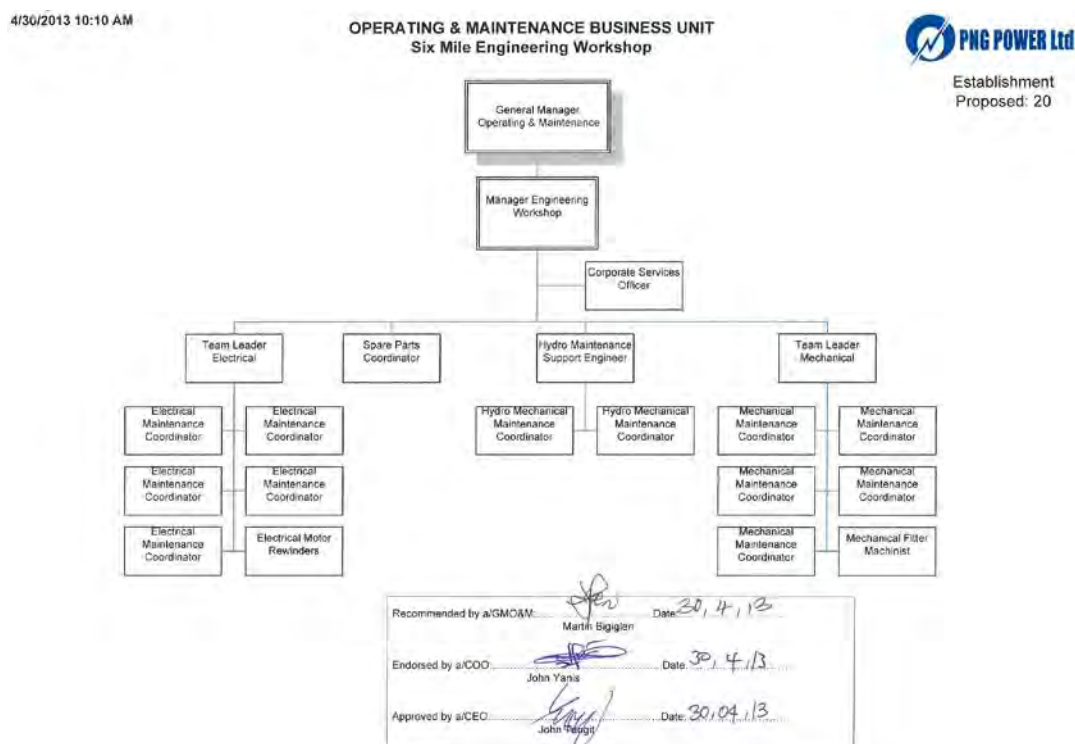 4/30/2013 10:10 AM
OPERATING & MAINTENANCE BUSINESS UNIT
Six Mile Engineering Workshop
PNG POWER Ltd
Establishment
Proposed: 20
General Manager
Operating & Maintenance
Manager Engineering
Workshop
Corporate Services
Officer
Team Leader
Electrical
Spare Parts
Coordinator
Hydro Maintenance
Support Engineer
Team Leader
Mechanical
Electrical
Maintenance
Coordinator
Electrical
Maintenance
Coordinator
Hydro Mechanical
Maintenance
Coordinator
Hydro Mechanical
Maintenance
Coordinator
Mechanical
Maintenance
Coordinator
Mechanical
Maintenance
Coordinator
Electrical
Maintenance
Coordinator
Electrical
Maintenance
Coordinator
Mechanical
Maintenance
Coordinator
Mechanical
Maintenance
Coordinator
Electrical
Maintenance
Coordinator
Electrical Motor
Rewinders
Mechanical
Maintenance
Coordinator
Mechanical Fitter
Machinist
Recommended by a/GMO&M: Date: 30, 4, 13
Martin
Endorsed by a/COO: Date: 30, 4, 13
John Yanis
Approved by a/CEO: Date: 30, 04, 13
John